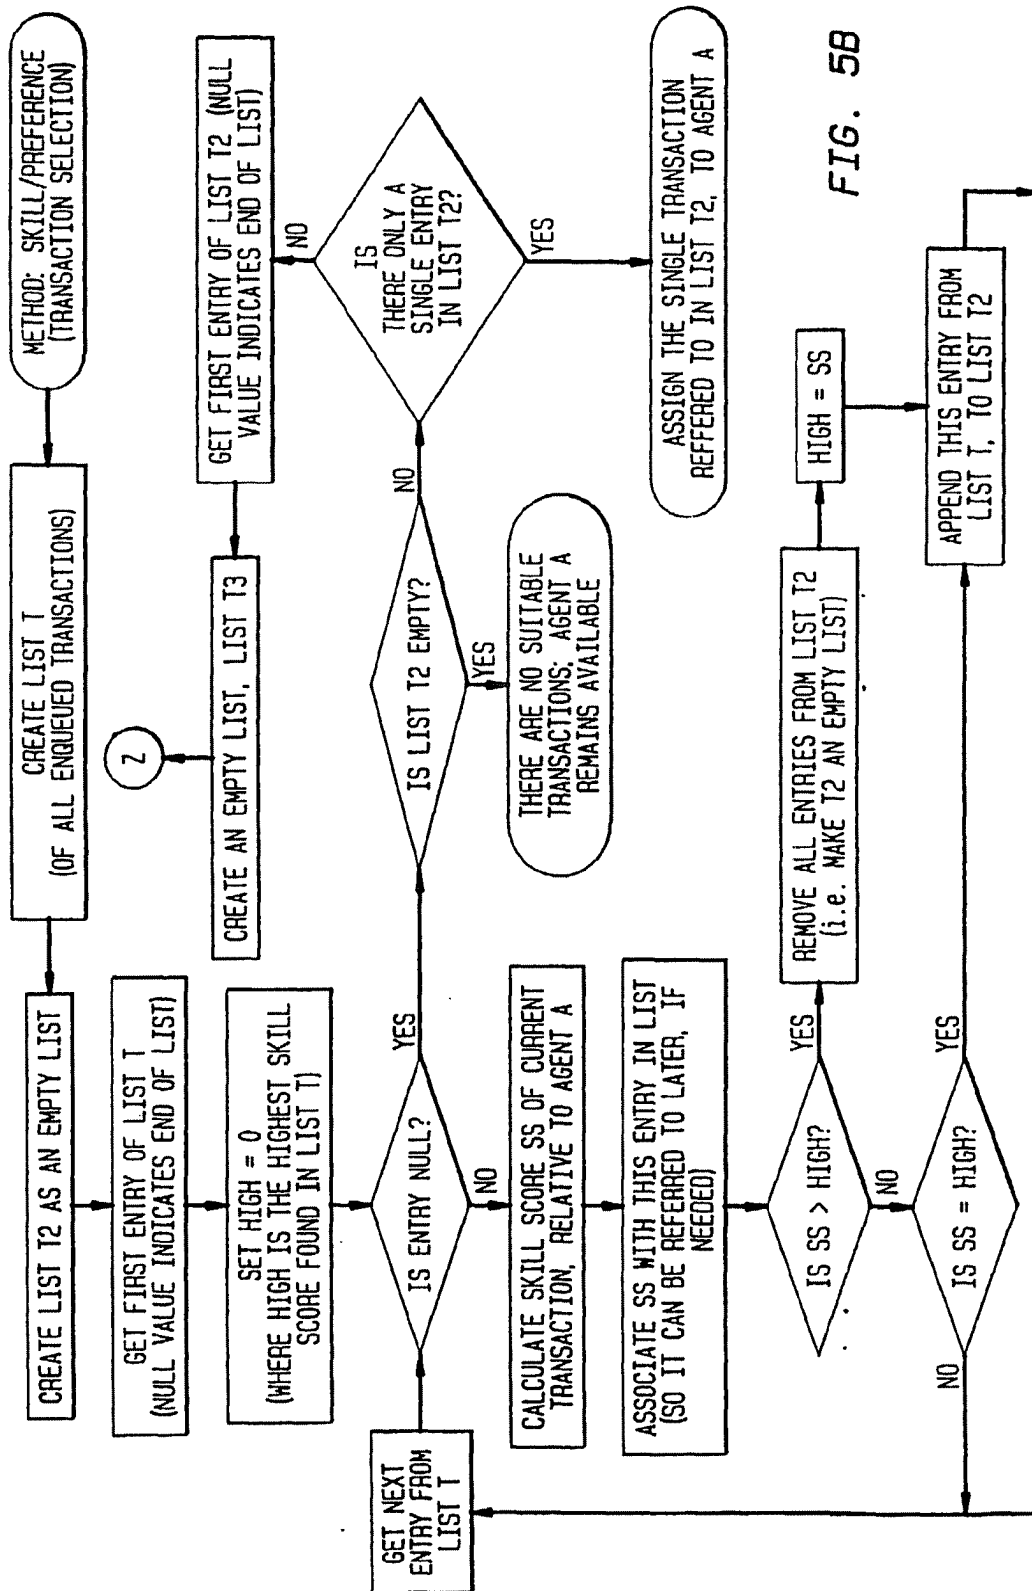 METHOD: SKILL/PREFERENCE
(TRANSACTION SELECTION)
CREATE LIST T
(OF ALL ENQUEUED TRANSACTIONS)
CREATE LIST T2 AS AN EMPTY LIST
GET FIRST ENTRY OF LIST T
(NULL VALUE INDICATES END OF LIST)
SET HIGH = 0
(WHERE HIGH IS THE HIGHEST SKILL
SCORE FOUND IN LIST T)
GET NEXT
ENTRY FROM
LIST T
IS ENTRY NULL?
YES
NO
IS LIST T2 EMPTY?
NO
YES
THERE ARE NO SUITABLE
TRANSACTIONS; AGENT A
REMAINS AVAILABLE
IS
THERE ONLY A
SINGLE ENTRY
IN LIST T2?
NO
YES
GET FIRST ENTRY OF LIST T2 (NULL
VALUE INDICATES END OF LIST)
CREATE AN EMPTY LIST, LIST T3
Z
ASSIGN THE SINGLE TRANSACTION
REFFERED TO IN LIST T2, TO AGENT A
CALCULATE SKILL SCORE SS OF CURRENT
TRANSACTION, RELATIVE TO AGENT A
ASSOCIATE SS WITH THIS ENTRY IN LIST
(SO IT CAN BE REFERRED TO LATER, IF
NEEDED)
IS SS > HIGH?
YES
NO
REMOVE ALL ENTRIES FROM LIST T2
(i.e. MAKE T2 AN EMPTY LIST)
HIGH = SS
IS SS = HIGH?
YES
NO
APPEND THIS ENTRY FROM
LIST T, TO LIST T2
FIG. 5B